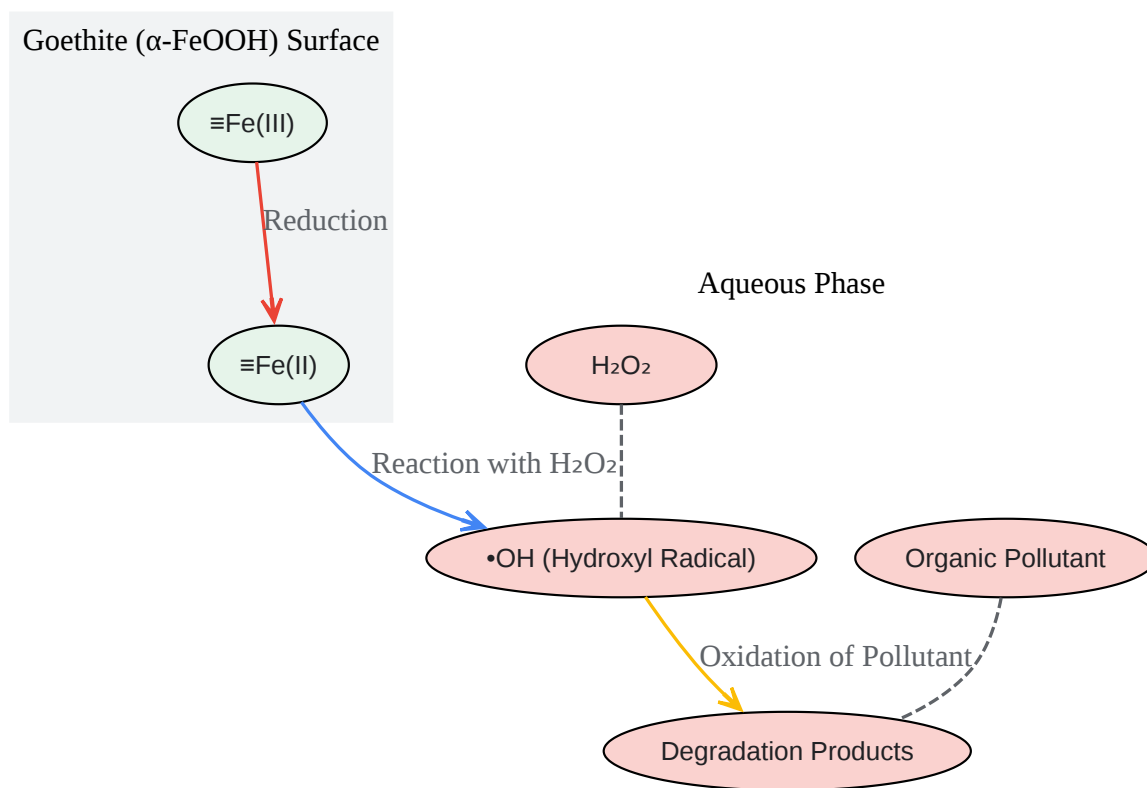 Goethite (α-FeOOH) Surface
≡Fe(III)
Reduction
Aqueous Phase
≡Fe(II)
H₂O₂
Reaction with H₂O₂
•OH (Hydroxyl Radical)
Organic Pollutant
Oxidation of Pollutant
Degradation Products